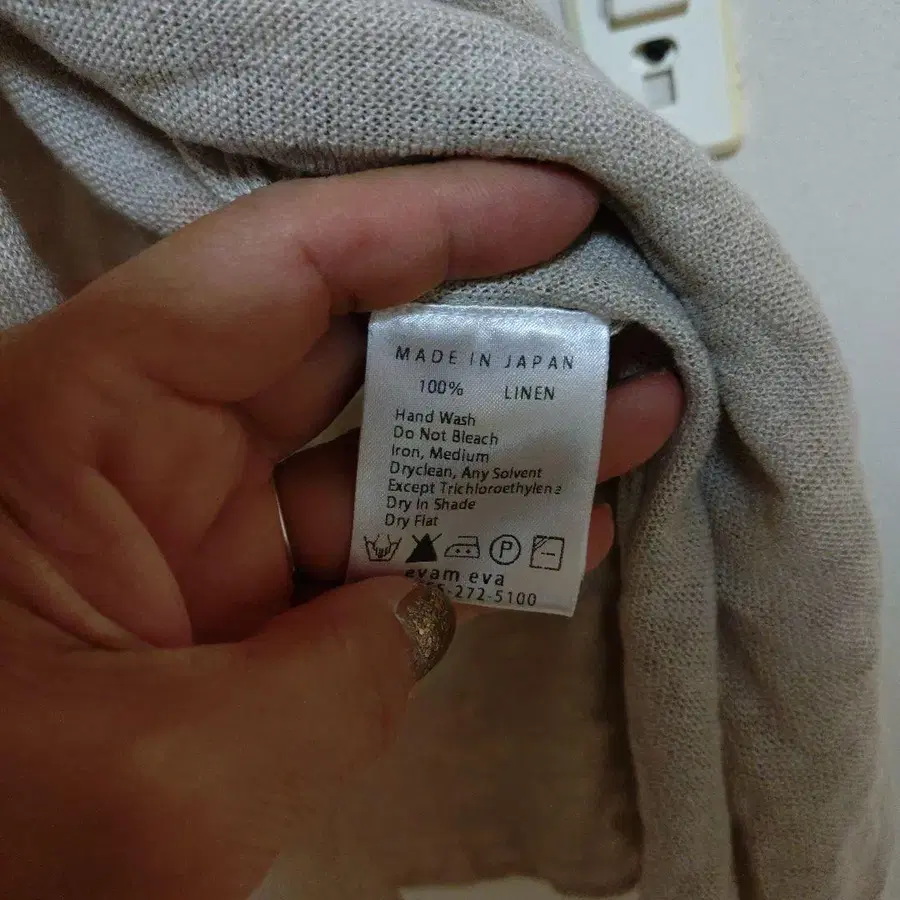 MADE IN JAPAN
100% LINEN
Hand Wash
Do Not Bleach
Iron, Medium
Dryclean, Any Solvent
Except Trichloroethylene
Dry In Shade
Dry Flat
P
evam eva
-272-5100